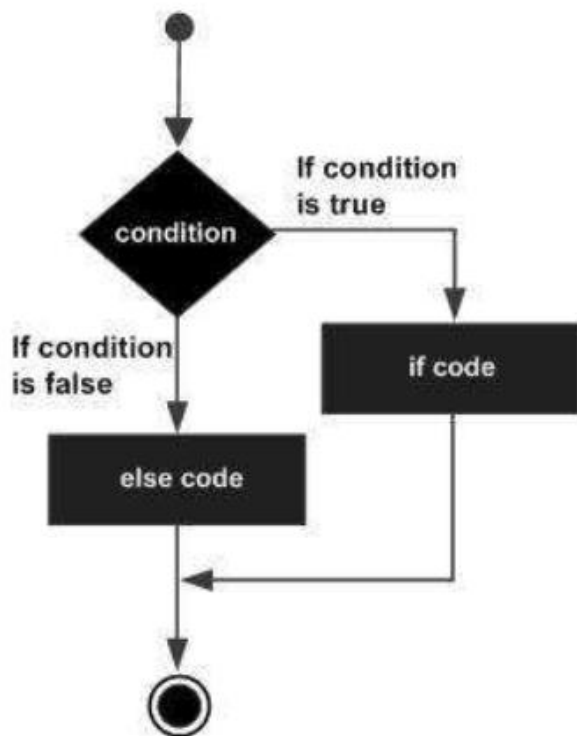 If condition
is true
condition
If condition
is false
if code
else code